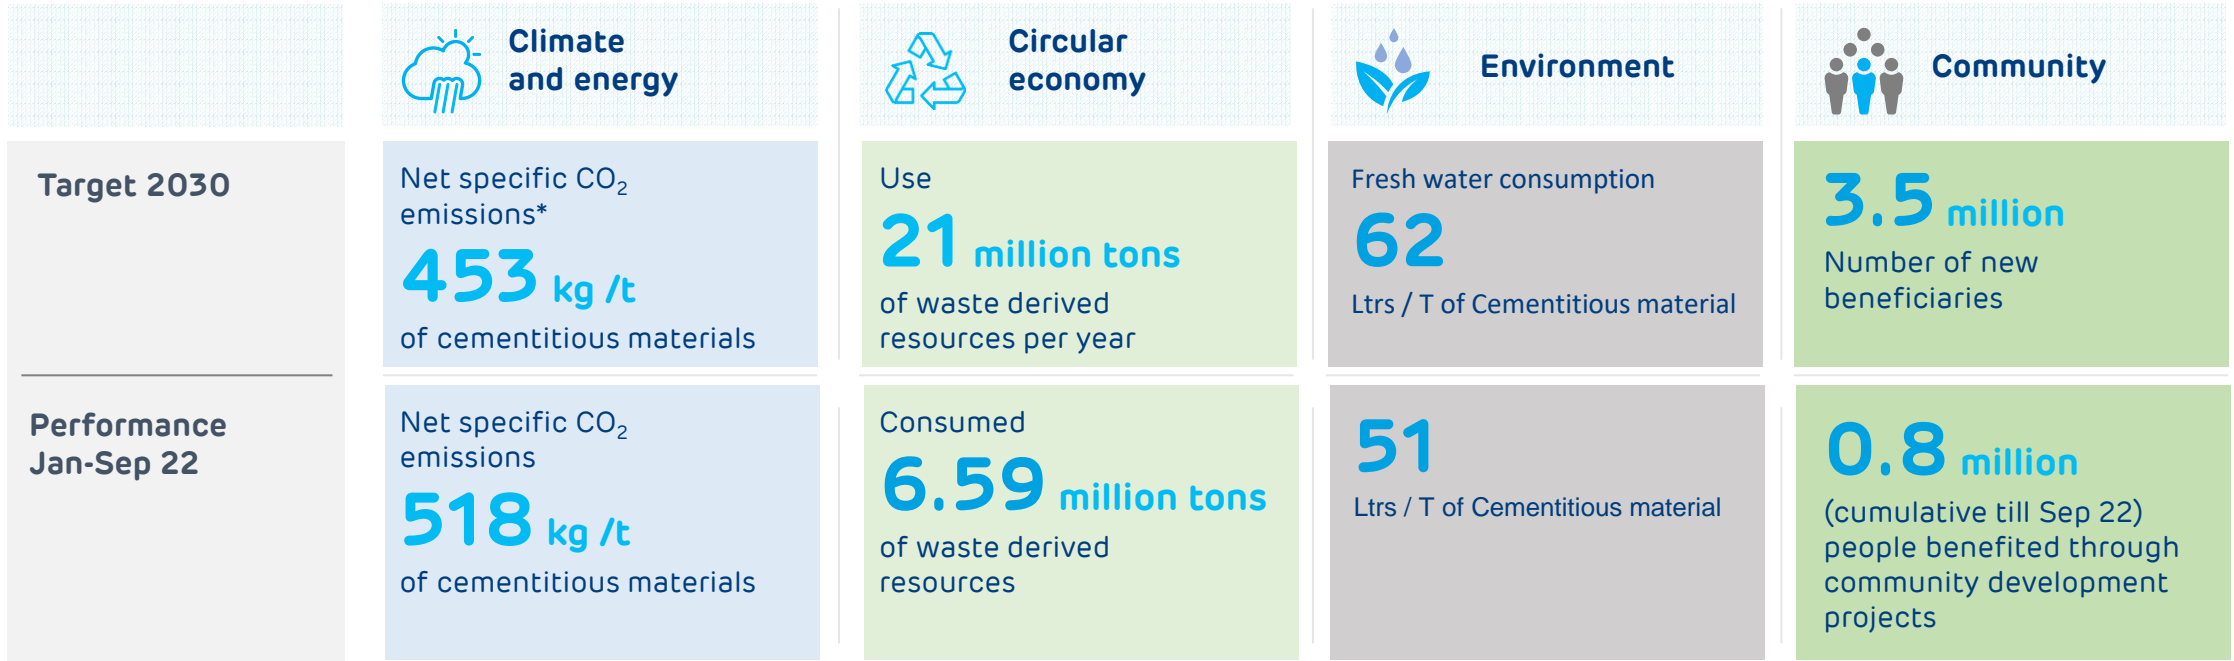 Climate
and energy
Circular
economy
Environment
Community
Target 2030
Net specific CO₂
emissions*
453 kg /t
of cementitious materials
Use
21 million tons
of waste derived
resources per year
Fresh water consumption
62
Ltrs / T of Cementitious material
3.5 million
Number of new
beneficiaries
Performance
Jan-Sep 22
Net specific CO₂
emissions
518 kg /t
of cementitious materials
Consumed
6.59 million tons
of waste derived
resources
51
Ltrs / T of Cementitious material
0.8 million
(cumulative till Sep 22)
people benefited through
community development
projects